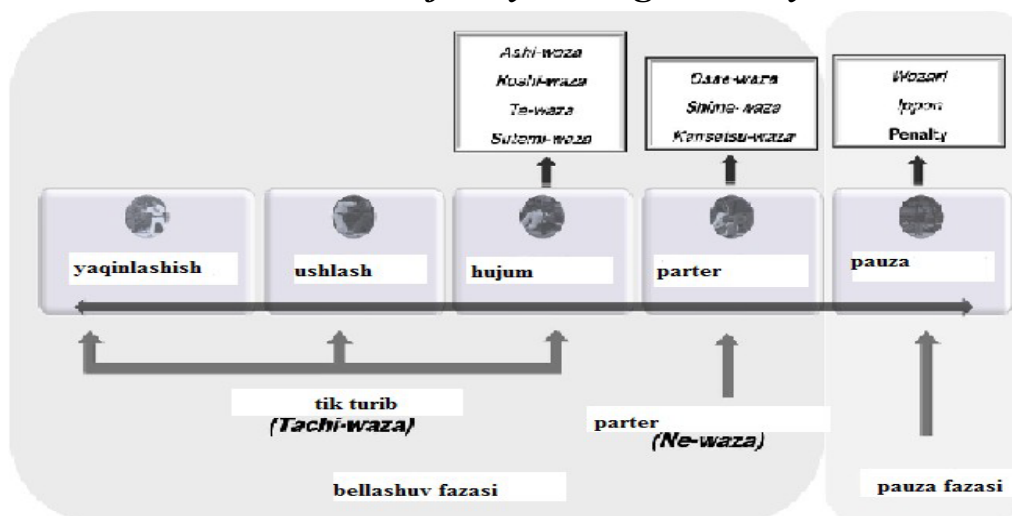 Ashi-waza
Koshi-waza
Te-waza
Sutemi-waza
Osae-waza
Shime-waza
Kansetsu-waza
Wazari
Ippon
Penalty
yaqinlashish
ushlash
hujum
parter
pauza
tik turib
(Tachi-waza)
parter
(Ne-waza)
bellashuv fazasi
pauza fazasi